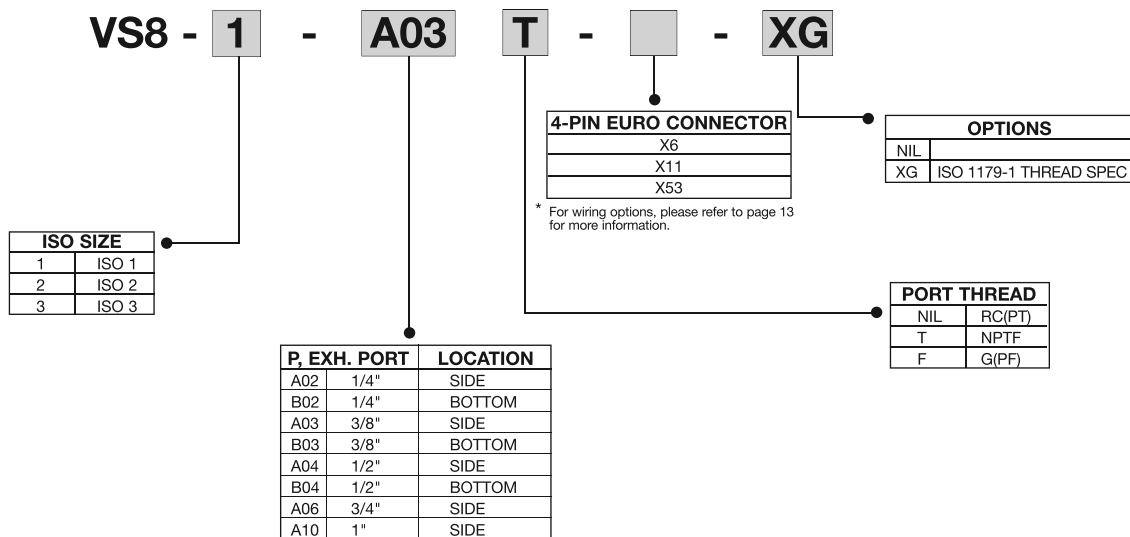 VS8 - 1 - A03 T - - XG
4-PIN EURO CONNECTOR
X6
X11
X53
* For wiring options, please refer to page 13
for more information.
OPTIONS
NIL
XG ISO 1179-1 THREAD SPEC
ISO SIZE
1 ISO 1
2 ISO 2
3 ISO 3
PORT THREAD
NIL RC(PT)
T NPTF
F G(PF)
P, EXH. PORT LOCATION
A02 1/4" SIDE
B02 1/4" BOTTOM
A03 3/8" SIDE
B03 3/8" BOTTOM
A04 1/2" SIDE
B04 1/2" BOTTOM
A06 3/4" SIDE
A10 1" SIDE